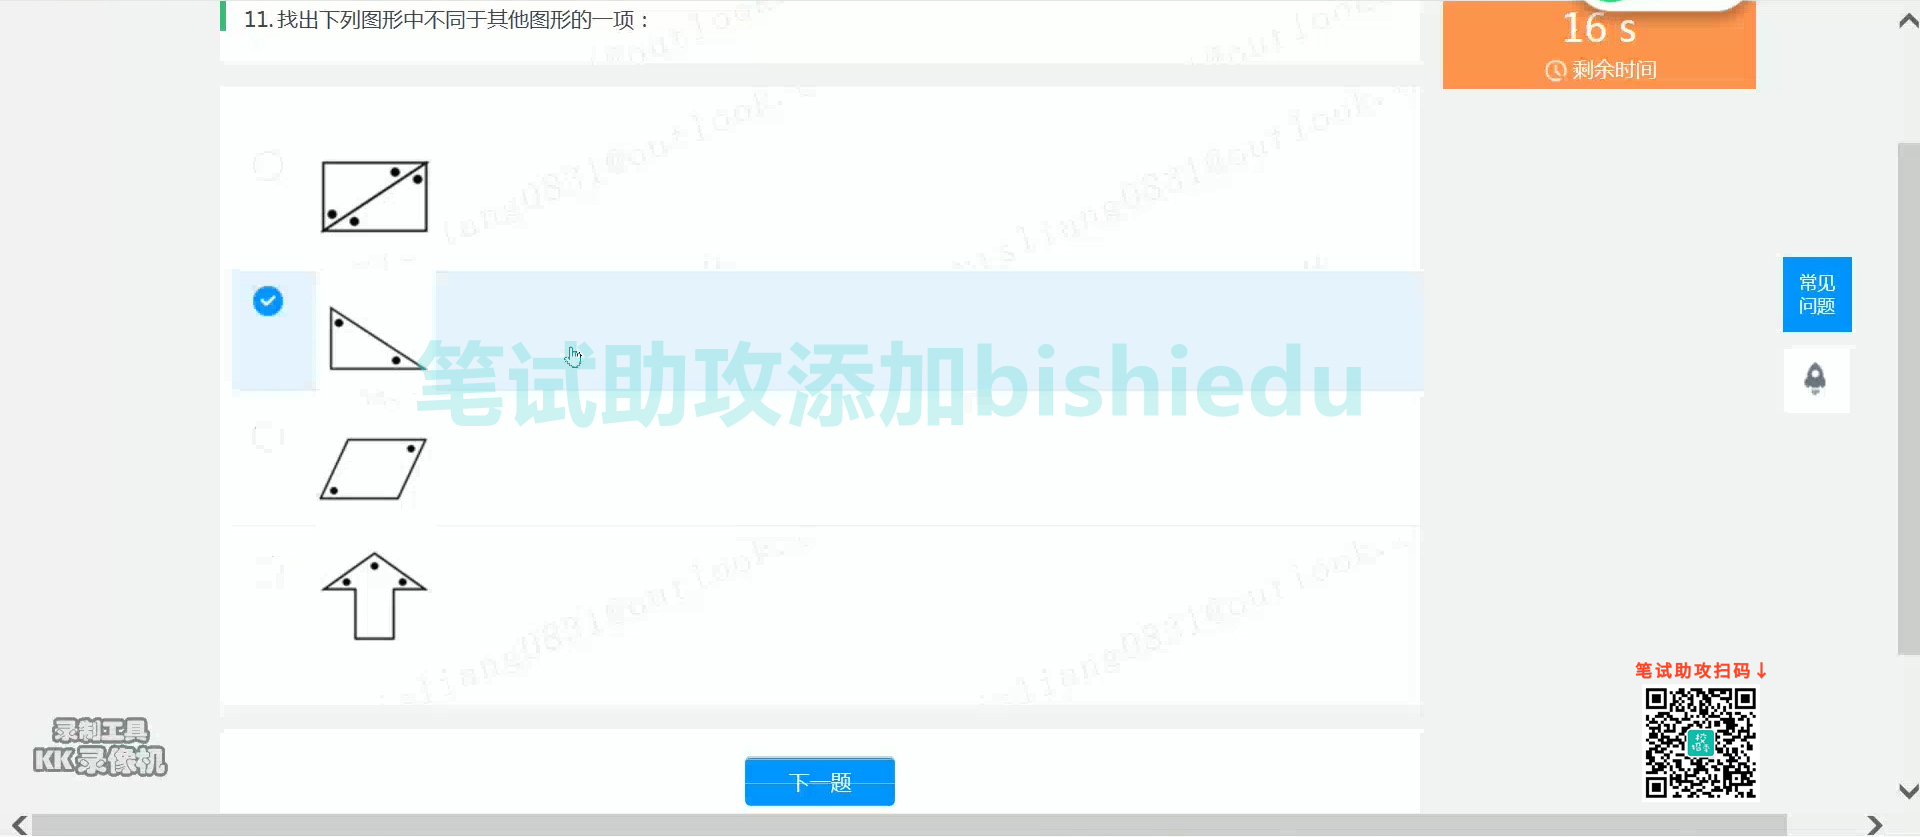 11. 找出下列图形中不同于其他图形的一项：
16 s
剩余时间
常见
问题
笔试助攻添加bishiedu
笔试助攻扫码↓
录制工具
KK录像机
下一题